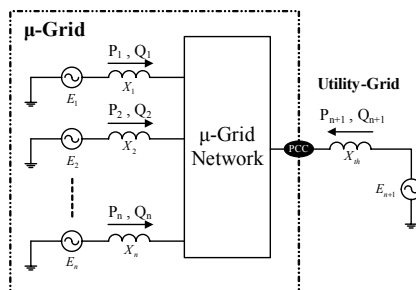 μ-Grid
P1 , Q1
E1
X1
P2 , Q2
E2
X2
Pn , Qn
En
Xn
μ-Grid
Network
PCC
Utility-Grid
Pn+1 , Qn+1
Xth
En+1